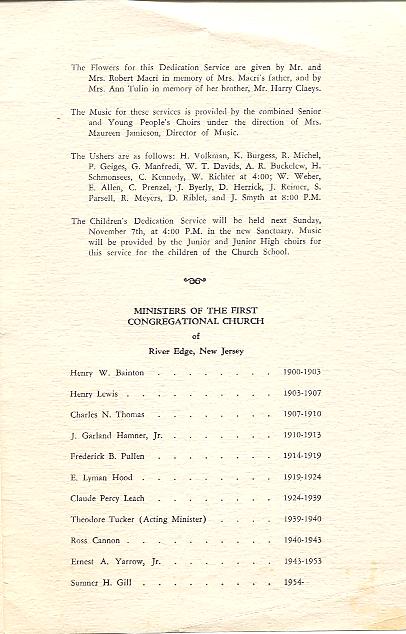 The Flowers for this Dedication Service are given by Mr. and
Mrs. Robert Macri in memory of Mrs. Macri's father, and by
Mrs. Ann Tulin in memory of her brother, Mr. Harry Claeys.
The Music for these services is provided by the combined Senior
and Young People's Choirs under the direction of Mrs.
Maureen Jamieson, Director of Music.
The Ushers are as follows: H. Volkman, K. Burgess, R. Michel,
P. Geiges, G. Manfredi, W. T. Davids, A. R. Buckelew, H.
Schmonsees, C. Kennedy, W. Richter at 4:00; W. Weber,
E. Allen, C. Prenzel, J. Byerly, D. Herrick, J. Reimer, S.
Parsell, R. Meyers, D. Riblet, and J. Smyth at 8:00 P.M.
The Children's Dedication Service will be held next Sunday,
November 7th, at 4:00 P.M. in the new Sanctuary. Music
will be provided by the Junior and Junior High choirs for
this service for the children of the Church School.
MINISTERS OF THE FIRST
CONGREGATIONAL CHURCH
of
River Edge, New Jersey
Henry W. Bainton . . . . . . . . 1900-1903
Henry Lewis . . . . . . . . . . 1903-1907
Charles N. Thomas . . . . . . . . 1907-1910
J. Garland Hamner, Jr. . . . . . . . 1910-1913
Frederick B. Pullen . . . . . . . . 1914-1919
E. Lyman Hood . . . . . . . . . 1919-1924
Claude Percy Leach . . . . . . . . 1924-1939
Theodore Tucker (Acting Minister) . . . . 1939-1940
Ross Cannon . . . . . . . . . . 1940-1943
Ernest A. Yarrow, Jr. . . . . . . . 1943-1953
Sumner H. Gill . . . . . . . . . 1954-